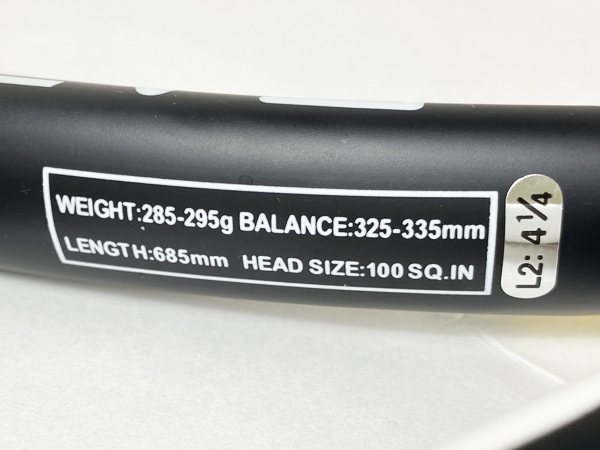 WEIGHT:285-295g BALANCE:325-335mm
LENGTH:685mm HEAD SIZE:100 SQ.IN
L2: 4 1/4